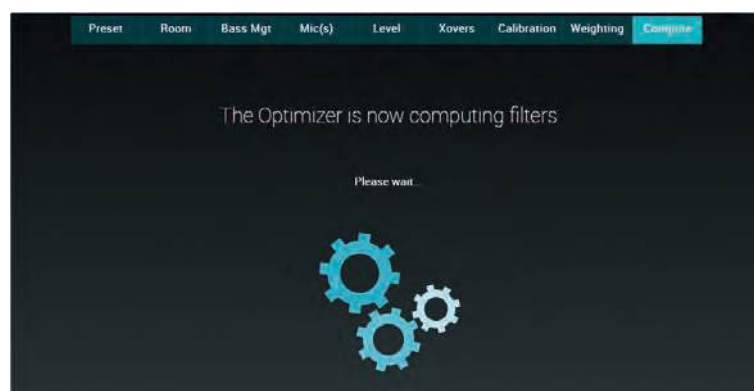 Preset Room Bass Mgt Mic(s) Level Xovers Calibration Weighting Compute
The Optimizer is now computing filters
Please wait...